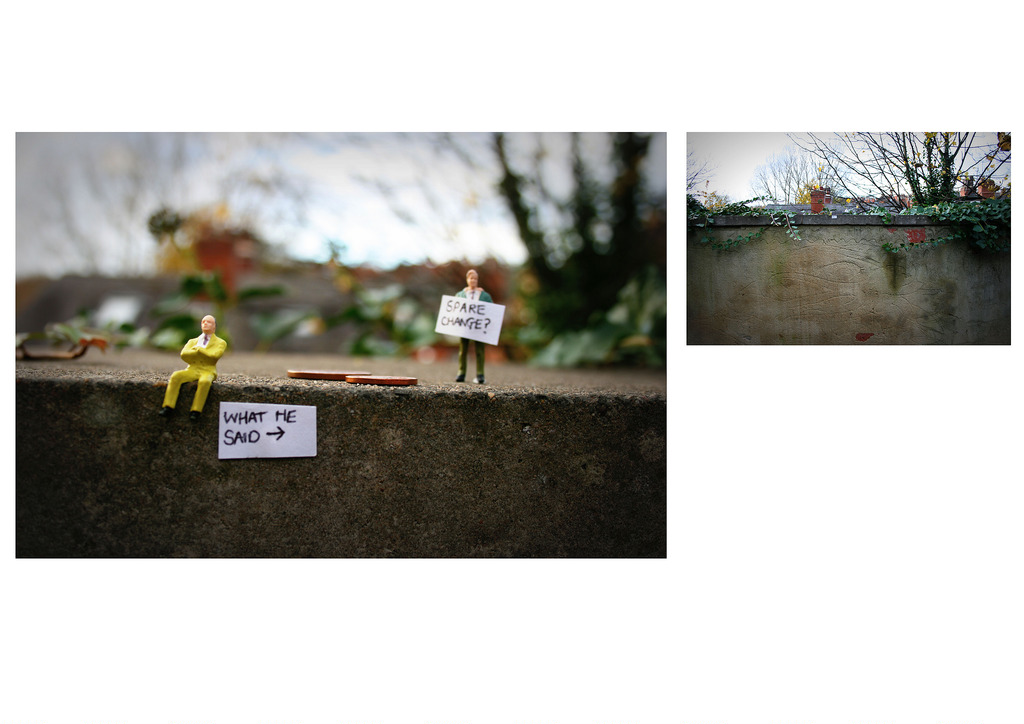 SPARE
CHANGE?
WHAT HE
SAID →